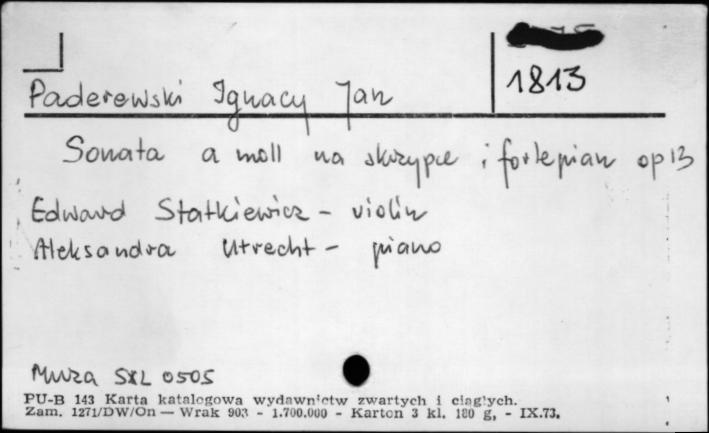 1813
Paderewski Ignacy Jan
Sonata a moll na skrzypce i fortepian op 13
Edward Statkiewicz - violin
Aleksandra Utrecht - piano
Muza SXL 0505
PU-B 143 Karta katalogowa wydawnictw zwartych i ciągłych.
Zam. 1271/DW/On — Wrak 903 - 1.700.000 - Karton 3 kl. 180 g, - IX.73.